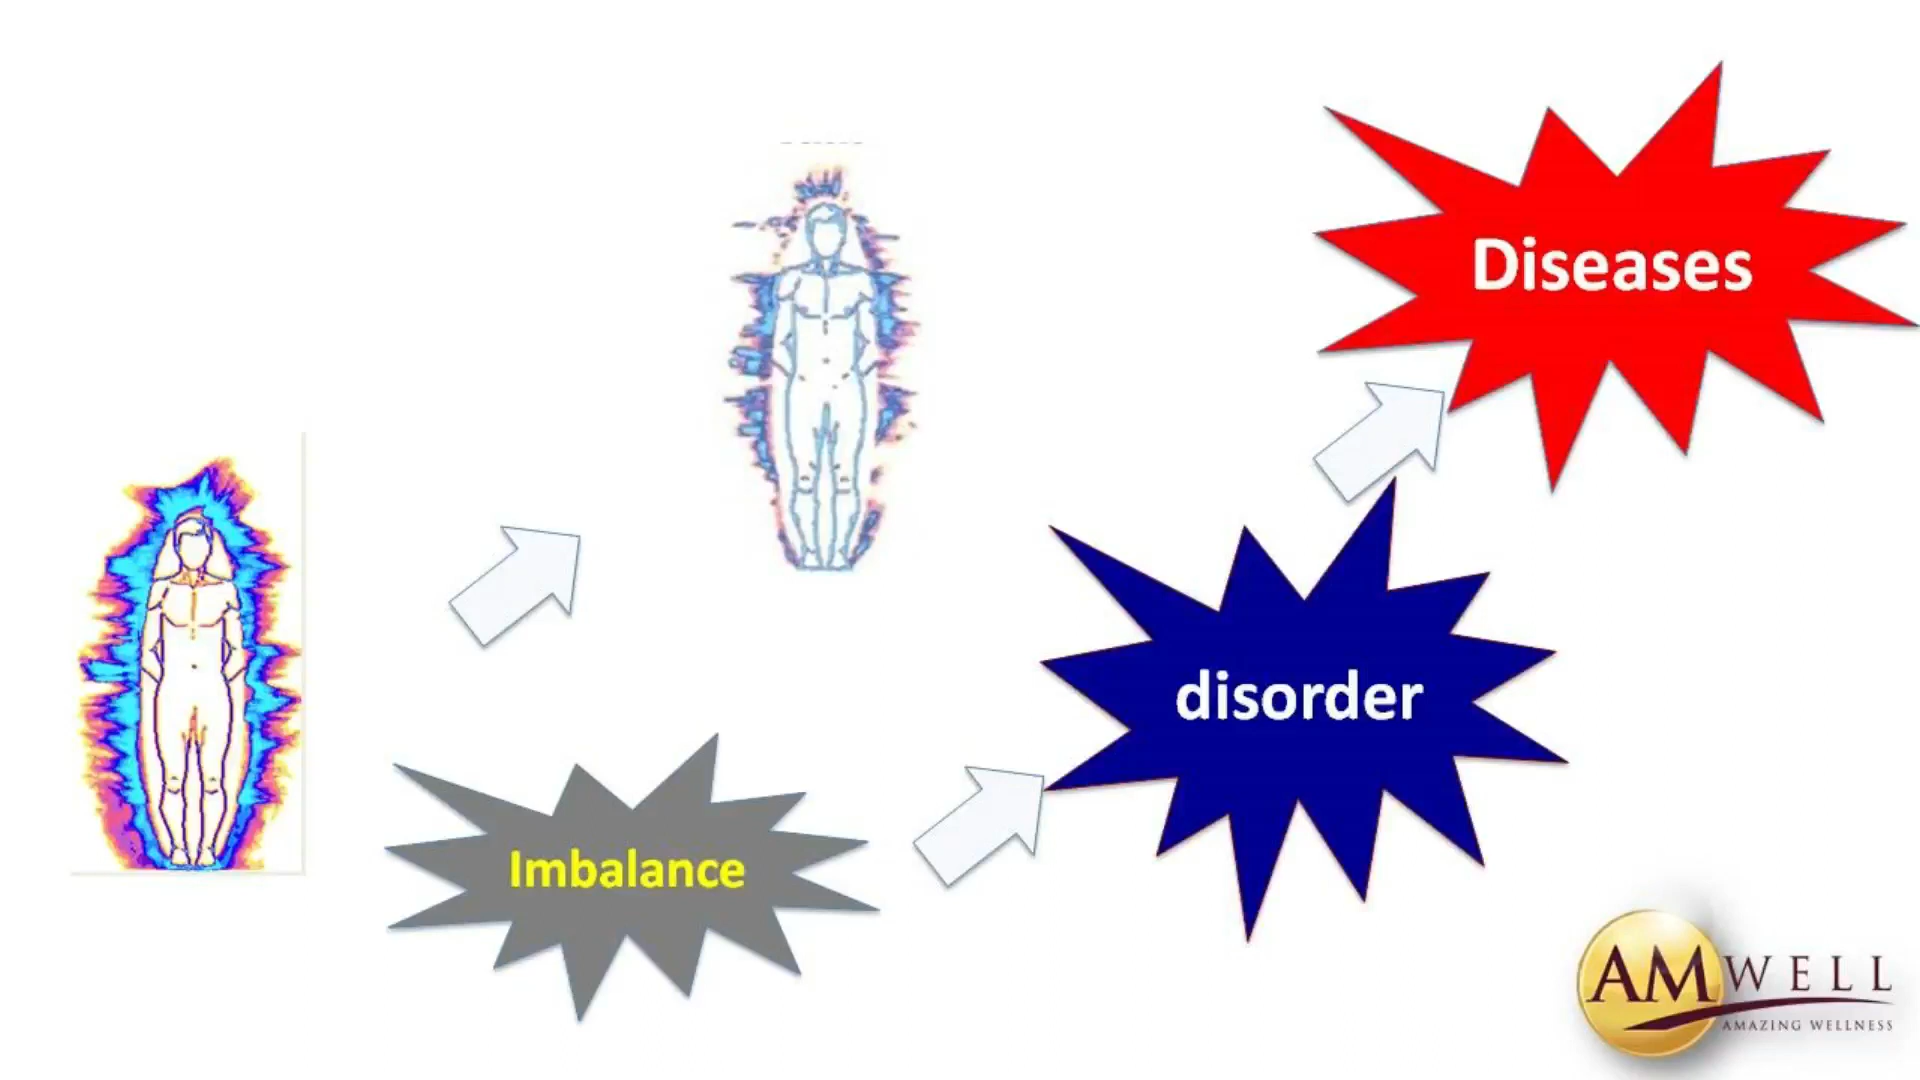 Diseases
disorder
Imbalance
AMWELL
AMAZING WELLNESS